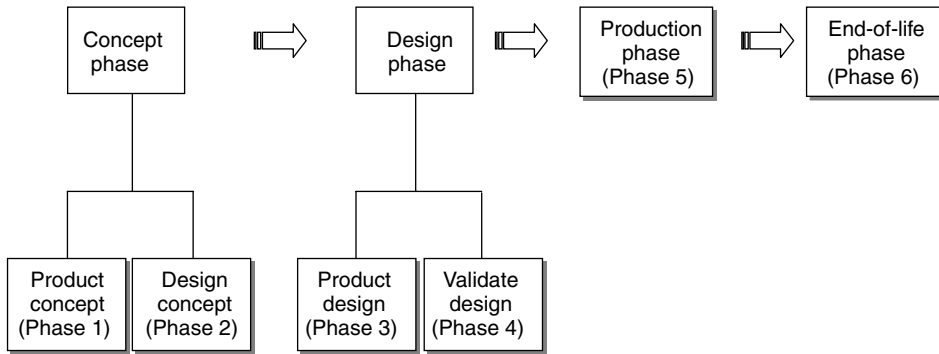 Concept
phase
Design
phase
Production
phase
(Phase 5)
End-of-life
phase
(Phase 6)
Product
concept
(Phase 1)
Design
concept
(Phase 2)
Product
design
(Phase 3)
Validate
design
(Phase 4)